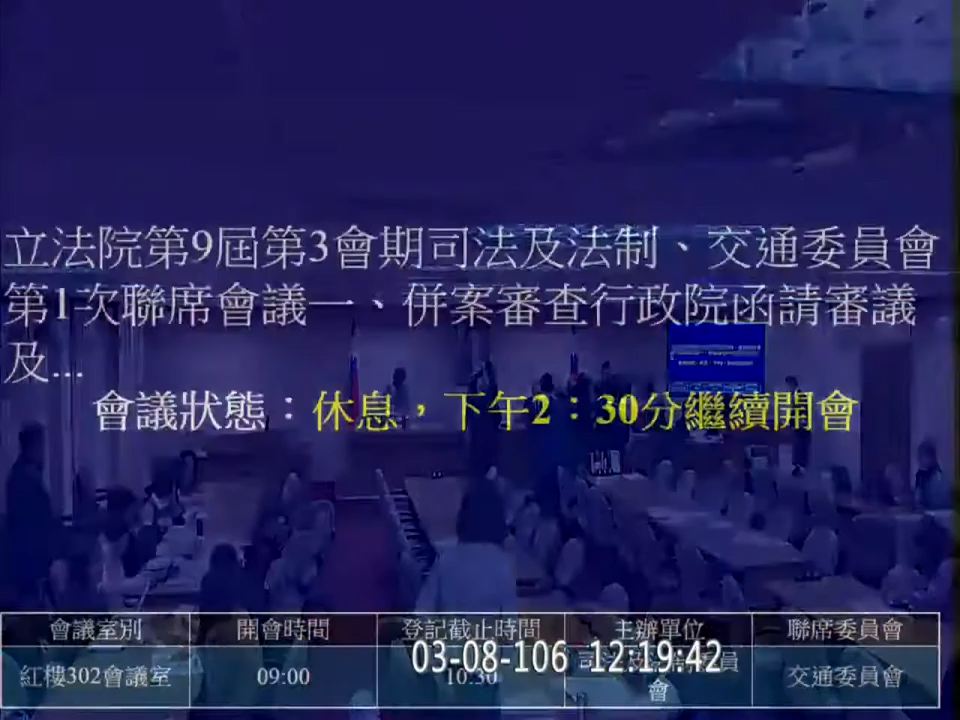 立法院第9屆第3會期司法及法制、交通委員會
第1次聯席會議一、併案審查行政院函請審議
及...
會議狀態：休息，下午2：30分繼續開會
會議室別 開會時間 登記截止時間 主辦單位 聯席委員會
紅樓302會議室 09:00 10:30 員會 交通委員會
03-08-106 12:19:42